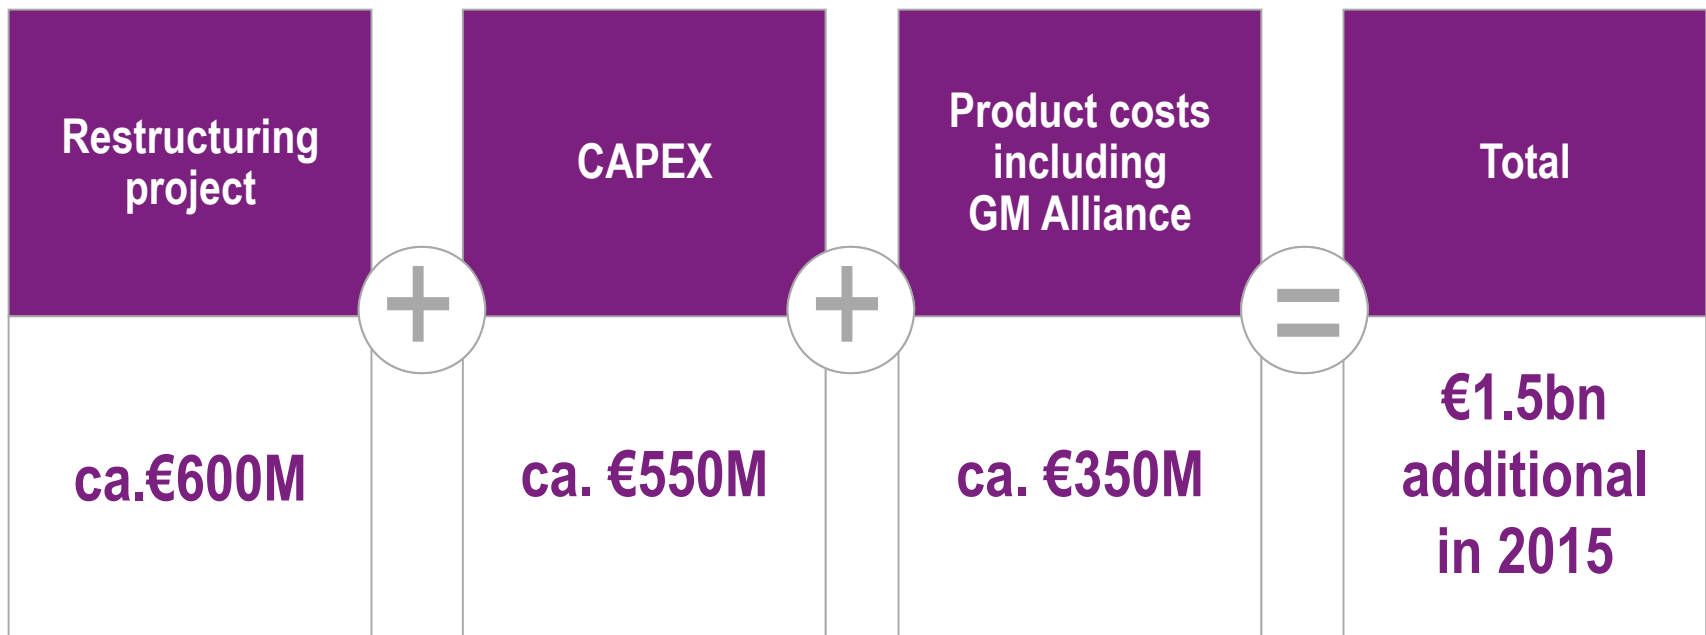 Restructuring
project
+
CAPEX
+
Product costs
including
GM Alliance
=
Total
ca.€600M
ca. €550M
ca. €350M
€1.5bn
additional
in 2015